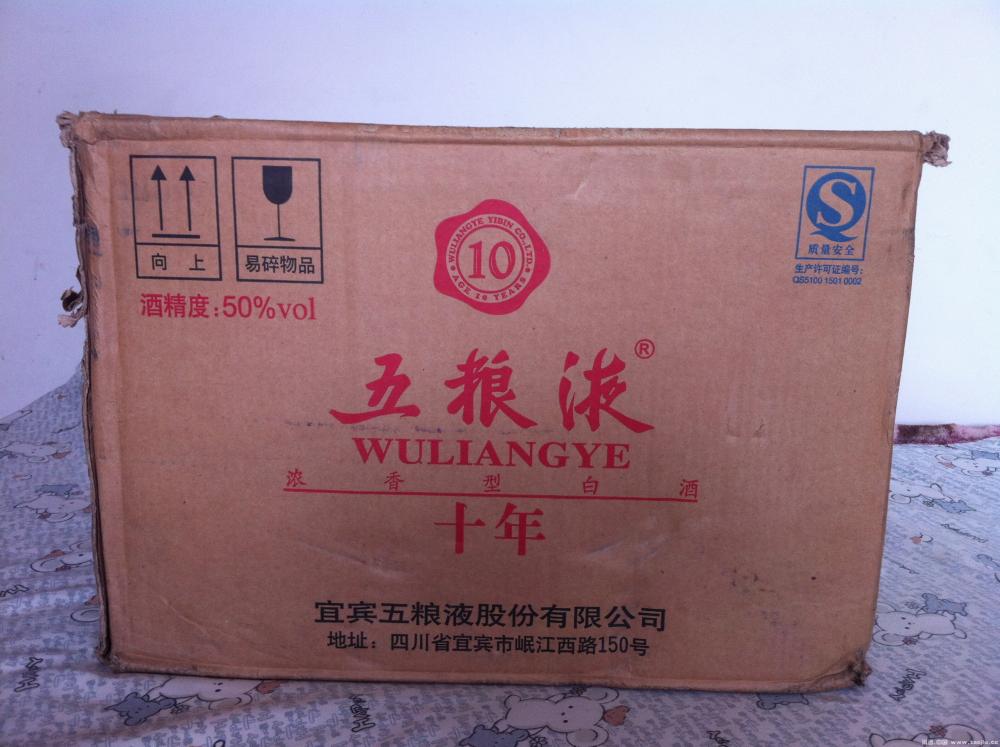 向 上
易碎物品
酒精度:50%vol
WULIANGYE YIBIN CO.,LTD.
10
AGE 10 YEARS
质量安全
生产许可证编号:
QS5100 1501 0002
五粮液®
WULIANGYE
浓香型白酒
十年
宜宾五粮液股份有限公司
地址:四川省宜宾市岷江西路150号